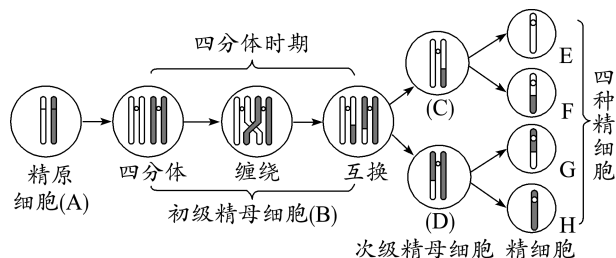 四分体时期
精原
细胞(A)
四分体
缠绕
互换
初级精母细胞(B)
(C)
(D)
次级精母细胞
精细胞
E
F
G
H
四种精细胞